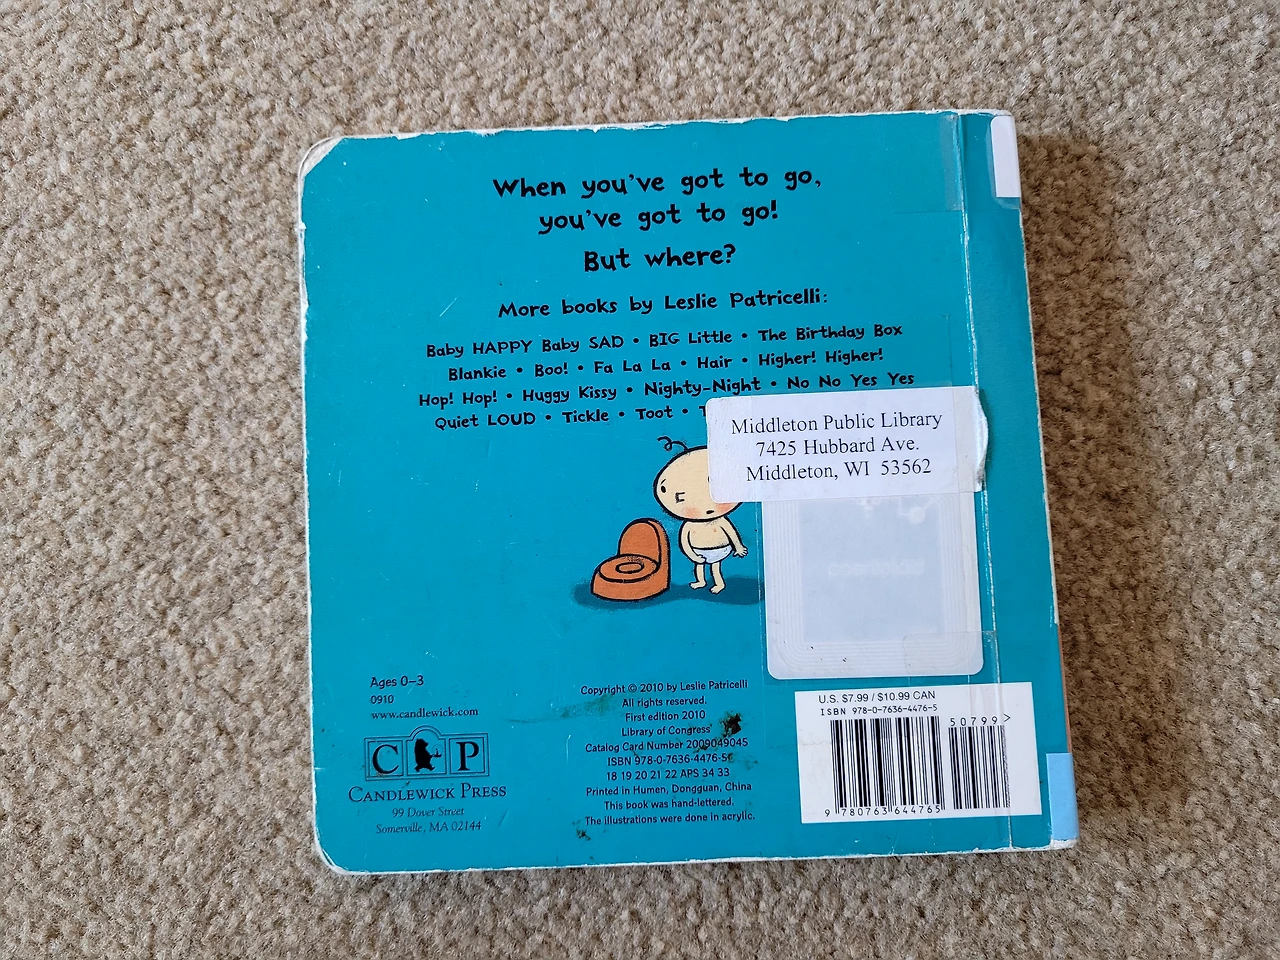 When you've got to go,
you've got to go!
But where?
More books by Leslie Patricelli:
Baby HAPPY Baby SAD • BIG Little • The Birthday Box
Blankie • Boo! • Fa La La • Hair • Higher! Higher!
Hop! Hop! • Huggy Kissy • Nighty-Night • No No Yes Yes
Quiet LOUD • Tickle • Toot •
Middleton Public Library
7425 Hubbard Ave.
Middleton, WI 53562
Ages 0–3
0910
www.candlewick.com
C P
CANDLEWICK PRESS
99 Dover Street
Somerville, MA 02144
Copyright © 2010 by Leslie Patricelli
All rights reserved.
First edition 2010
Library of Congress
Catalog Card Number 2009049045
ISBN 978-0-7636-4476-5
18 19 20 21 22 APS 34 33
Printed in Humen, Dongguan, China
This book was hand-lettered.
The illustrations were done in acrylic.
U.S. $7.99 / $10.99 CAN
ISBN 978-0-7636-4476-5
50799>
9 780763 644765